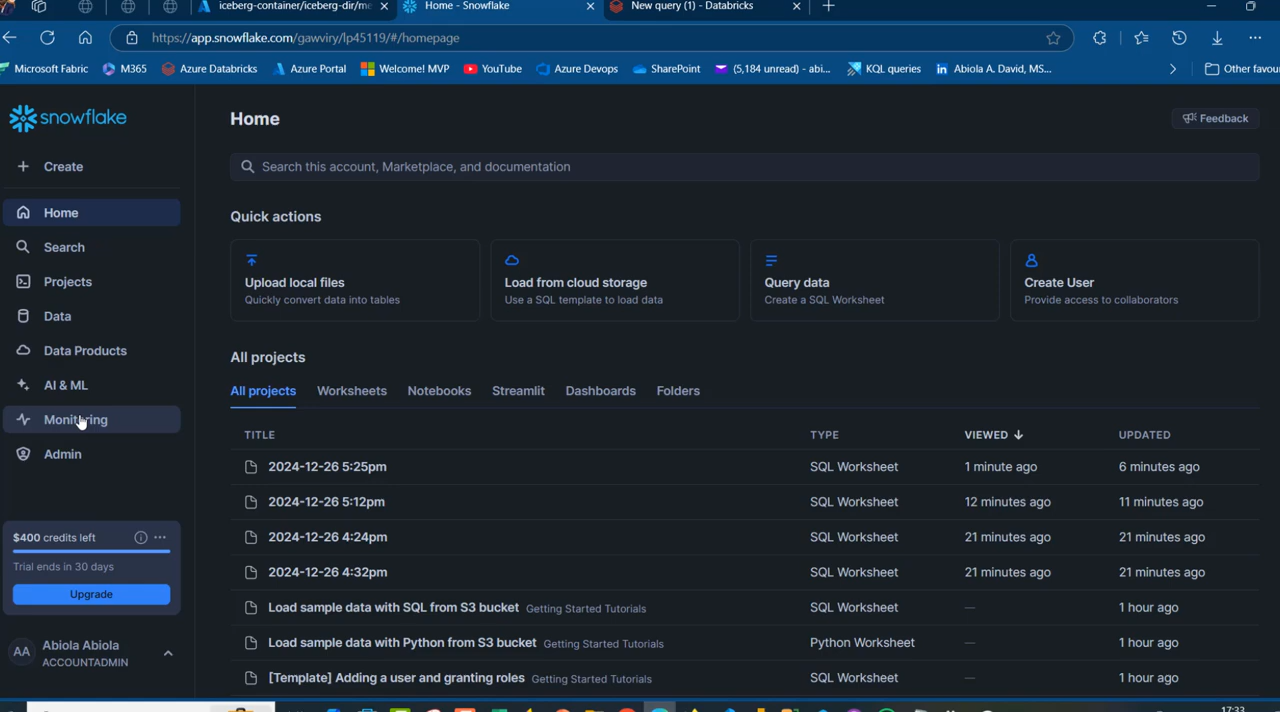 iceberg-container/iceberg-dir/me
Home - Snowflake
New query (1) - Databricks
https://app.snowflake.com/gawviry/lp45119/#/homepage
Microsoft Fabric
M365
Azure Databricks
Azure Portal
Welcome! MVP
YouTube
Azure Devops
SharePoint
(5,184 unread) - abi...
KQL queries
Abiola A. David, MS...
Other favou
snowflake
Home
Feedback
Create
Search this account, Marketplace, and documentation
Home
Search
Projects
Data
Data Products
AI & ML
Monitoring
Admin
Quick actions
Upload local files
Quickly convert data into tables
Load from cloud storage
Use a SQL template to load data
Query data
Create a SQL Worksheet
Create User
Provide access to collaborators
All projects
All projects Worksheets Notebooks Streamlit Dashboards Folders
TITLE TYPE VIEWED UPDATED
2024-12-26 5:25pm SQL Worksheet 1 minute ago 6 minutes ago
2024-12-26 5:12pm SQL Worksheet 12 minutes ago 11 minutes ago
2024-12-26 4:24pm SQL Worksheet 21 minutes ago 21 minutes ago
2024-12-26 4:32pm SQL Worksheet 21 minutes ago 21 minutes ago
Load sample data with SQL from S3 bucket Getting Started Tutorials SQL Worksheet — 1 hour ago
Load sample data with Python from S3 bucket Getting Started Tutorials Python Worksheet — 1 hour ago
[Template] Adding a user and granting roles Getting Started Tutorials SQL Worksheet — 1 hour ago
$400 credits left
Trial ends in 30 days
Upgrade
AA
Abiola Abiola
ACCOUNTADMIN
17:33